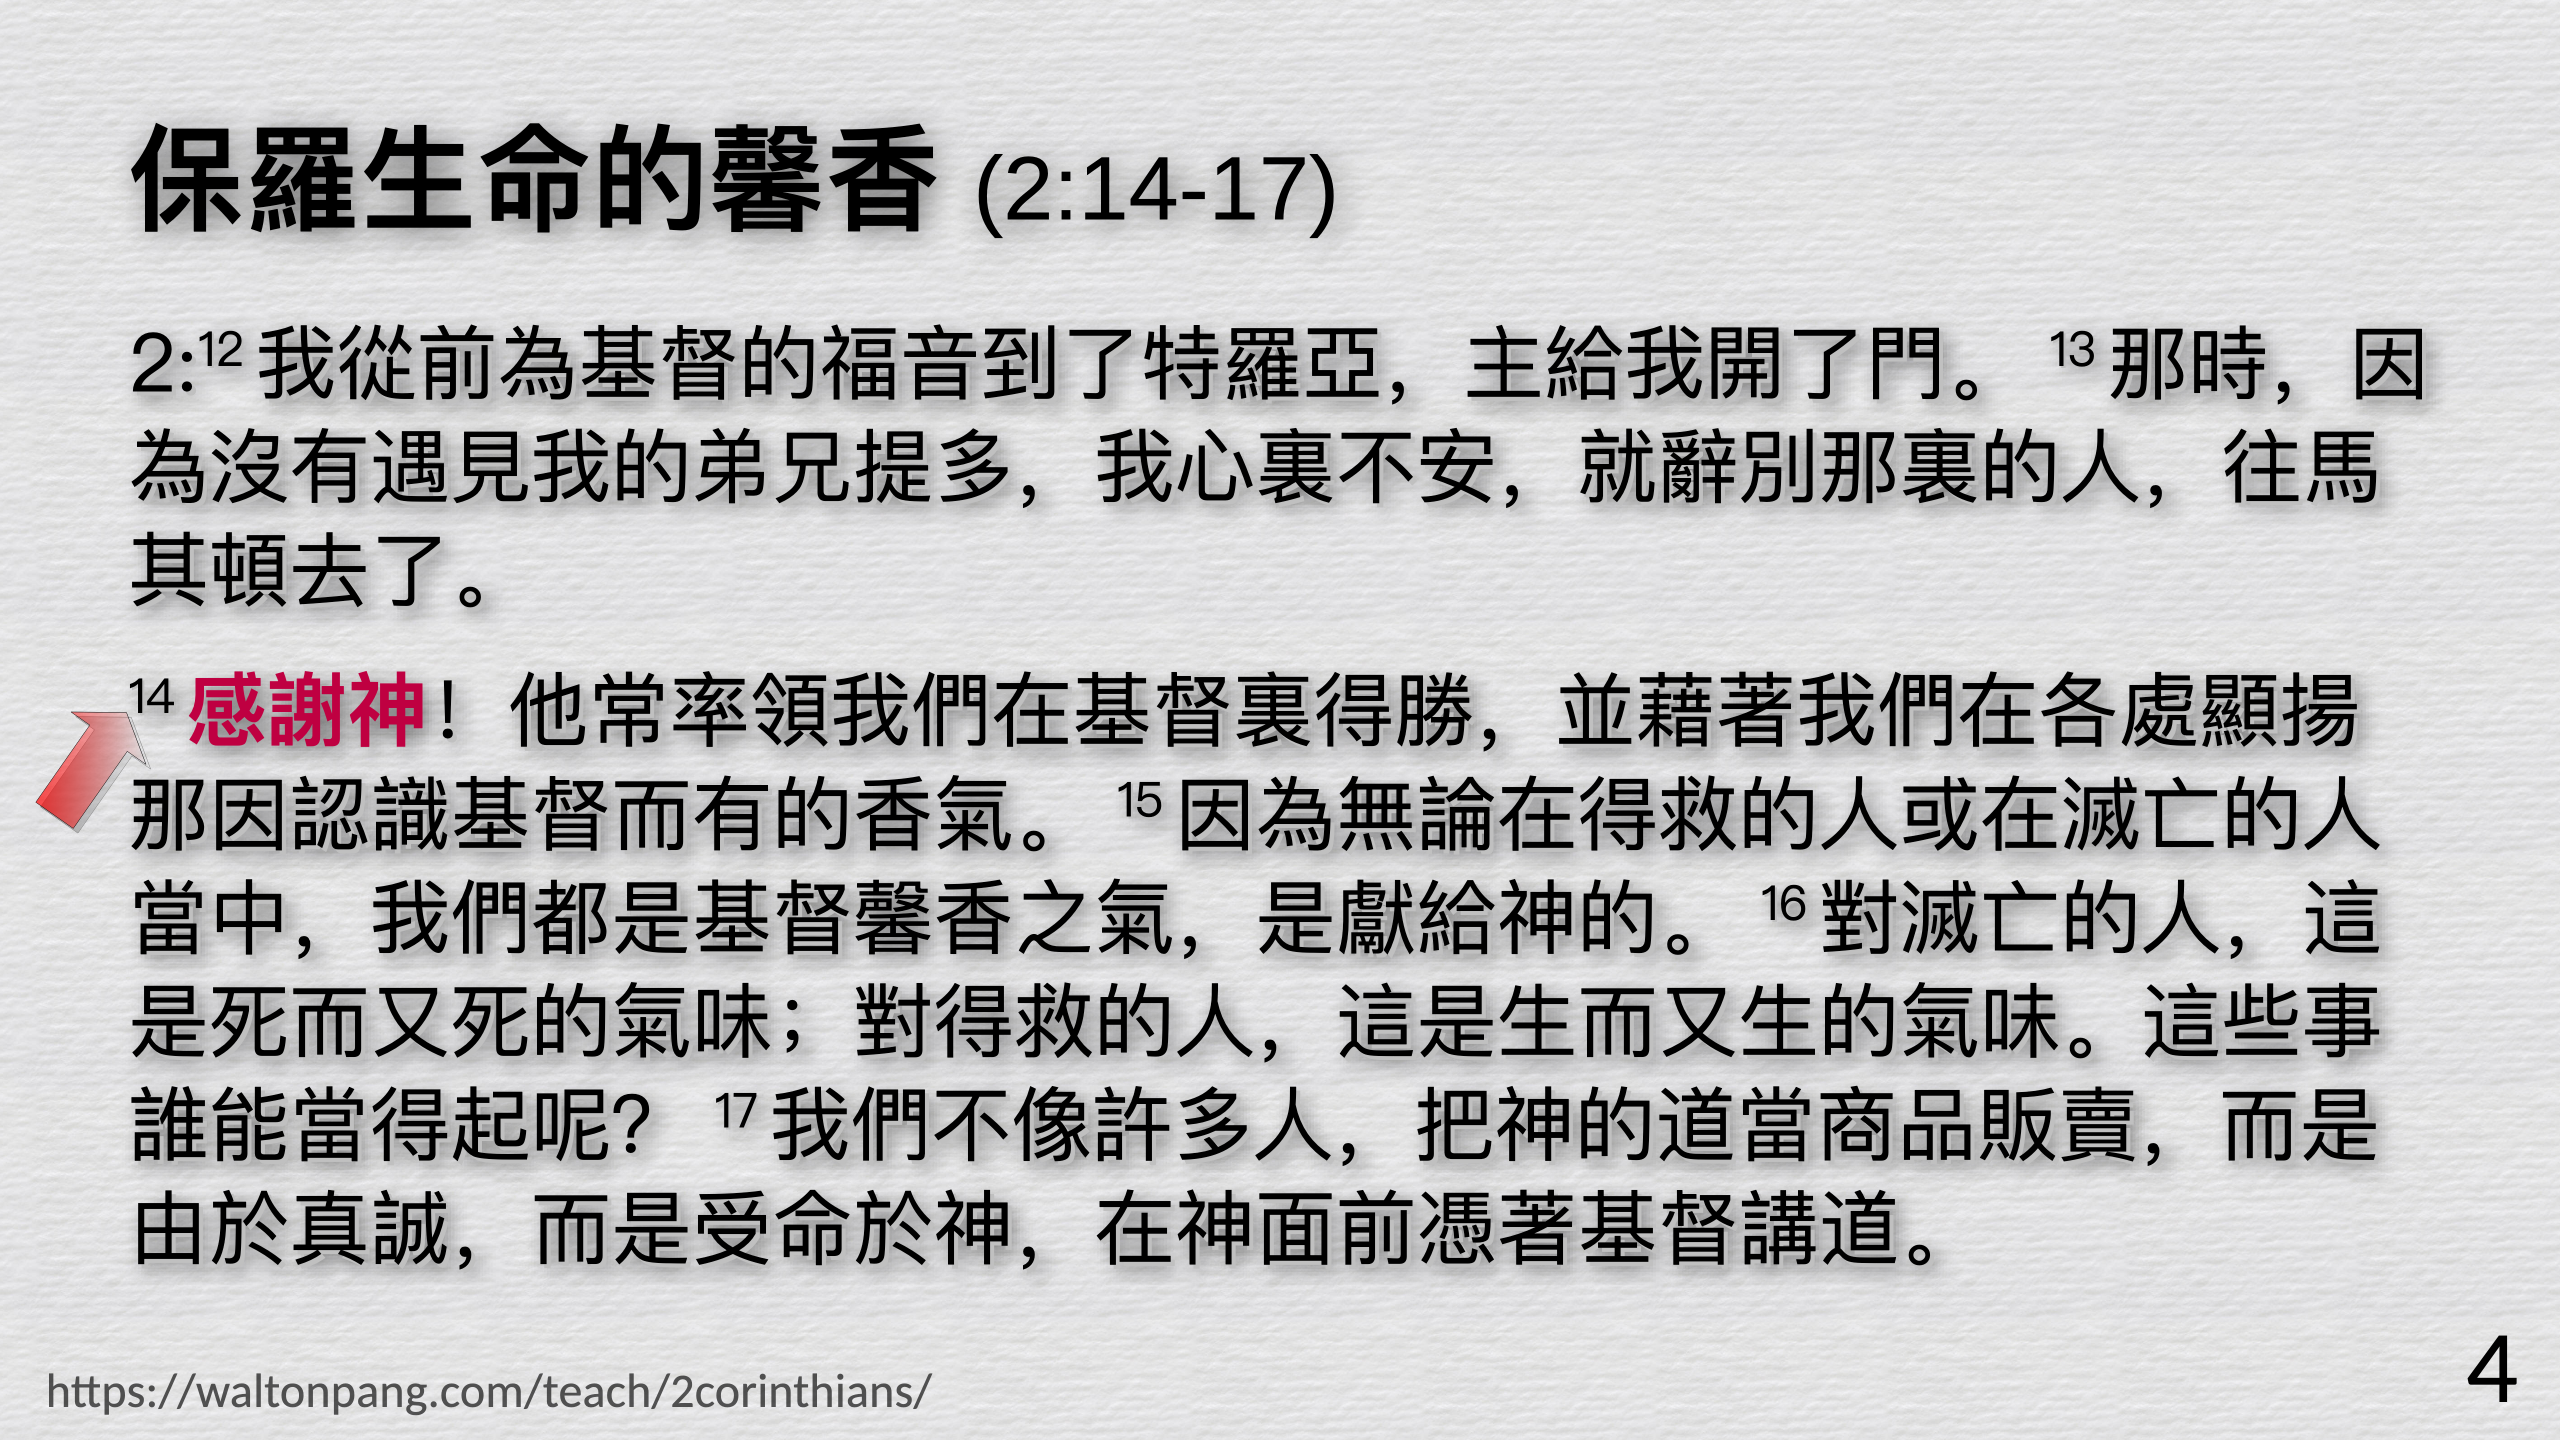 保羅生命的馨香 (2:14-17)
2:12 我從前為基督的福音到了特羅亞，主給我開了門。 13 那時，因
為沒有遇見我的弟兄提多，我心裏不安，就辭別那裏的人，往馬
其頓去了。
14 感謝神！他常率領我們在基督裏得勝，並藉著我們在各處顯揚
那因認識基督而有的香氣。 15 因為無論在得救的人或在滅亡的人
當中，我們都是基督馨香之氣，是獻給神的。 16 對滅亡的人，這
是死而又死的氣味；對得救的人，這是生而又生的氣味。這些事
誰能當得起呢？ 17 我們不像許多人，把神的道當商品販賣，而是
由於真誠，而是受命於神，在神面前憑著基督講道。
https://waltonpang.com/teach/2corinthians/
4